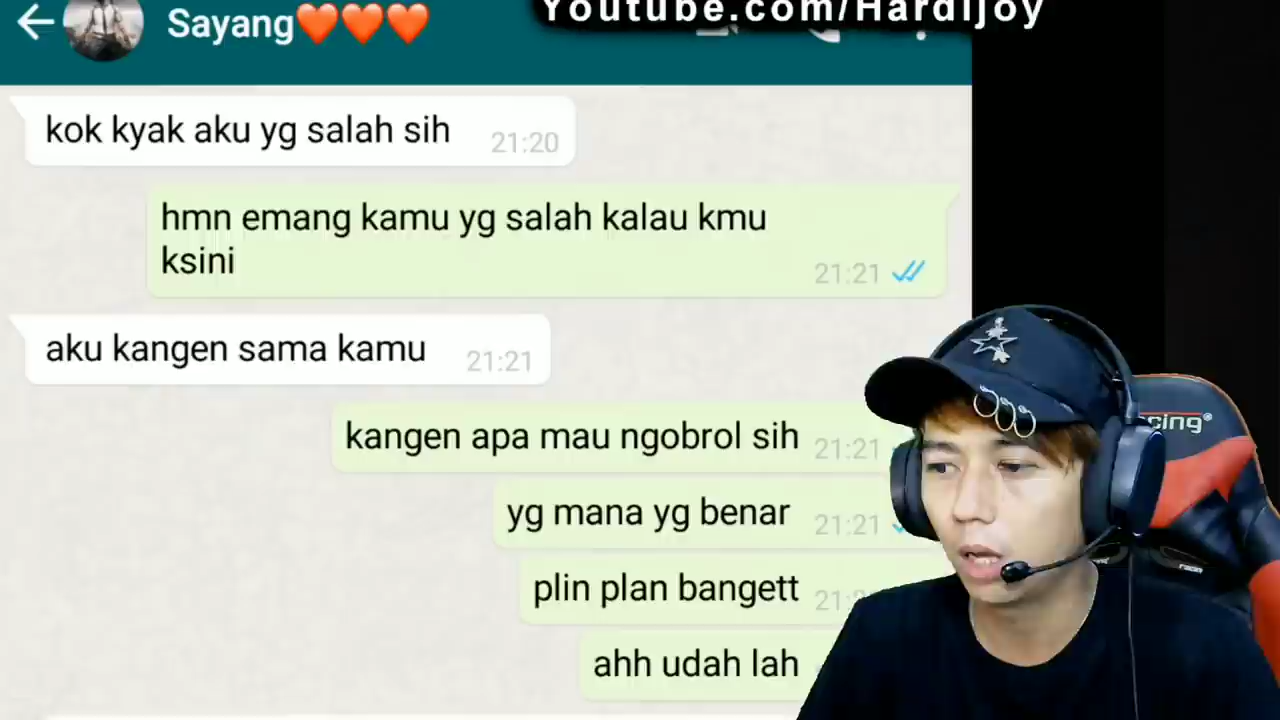 Youtube.com/Hardijoy
Sayang❤️❤️❤️
kok kyak aku yg salah sih 21:20
hmn emang kamu yg salah kalau kmu
ksini
21:21
aku kangen sama kamu 21:21
kangen apa mau ngobrol sih 21:21
yg mana yg benar 21:21
plin plan bangett
ahh udah lah